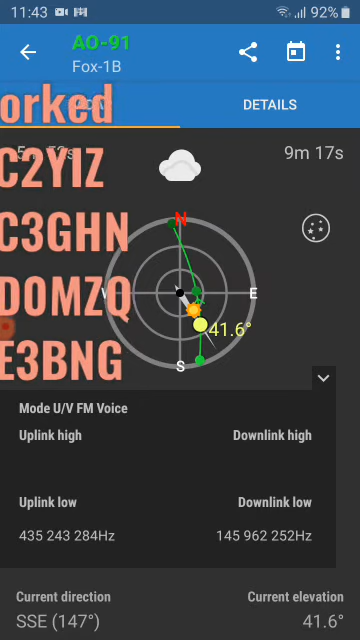 11:43 92%
AO-91
Fox-1B
DETAILS
orked
9m 17s
C2YIZ
N
C3GHN
E
D0MZQ
41.6°
E3BNG
S
Mode U/V FM Voice
Uplink high Downlink high
Uplink low Downlink low
435 243 284Hz 145 962 252Hz
Current direction Current elevation
SSE (147°) 41.6°